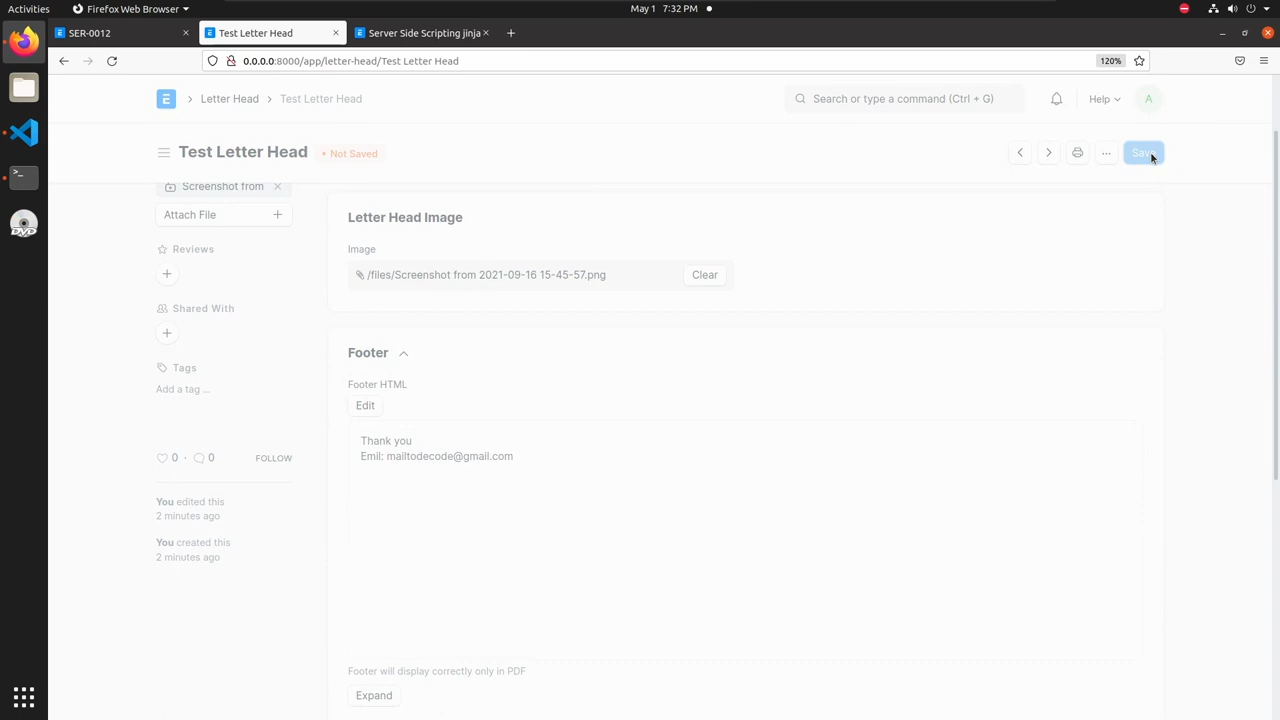 Activities
Firefox Web Browser
May 1 7:32 PM
SER-0012
Test Letter Head
Server Side Scripting jinja
0.0.0.0:8000/app/letter-head/Test Letter Head
120%
Letter Head
Test Letter Head
Search or type a command (Ctrl + G)
Help
A
Test Letter Head
Not Saved
Save
Screenshot from
Attach File
Reviews
Shared With
Tags
Add a tag ...
0 · 0
FOLLOW
You edited this
2 minutes ago
You created this
2 minutes ago
Letter Head Image
Image
/files/Screenshot from 2021-09-16 15-45-57.png
Clear
Footer
Footer HTML
Edit
Thank you
Emil: mailtodecode@gmail.com
Footer will display correctly only in PDF
Expand
DVD